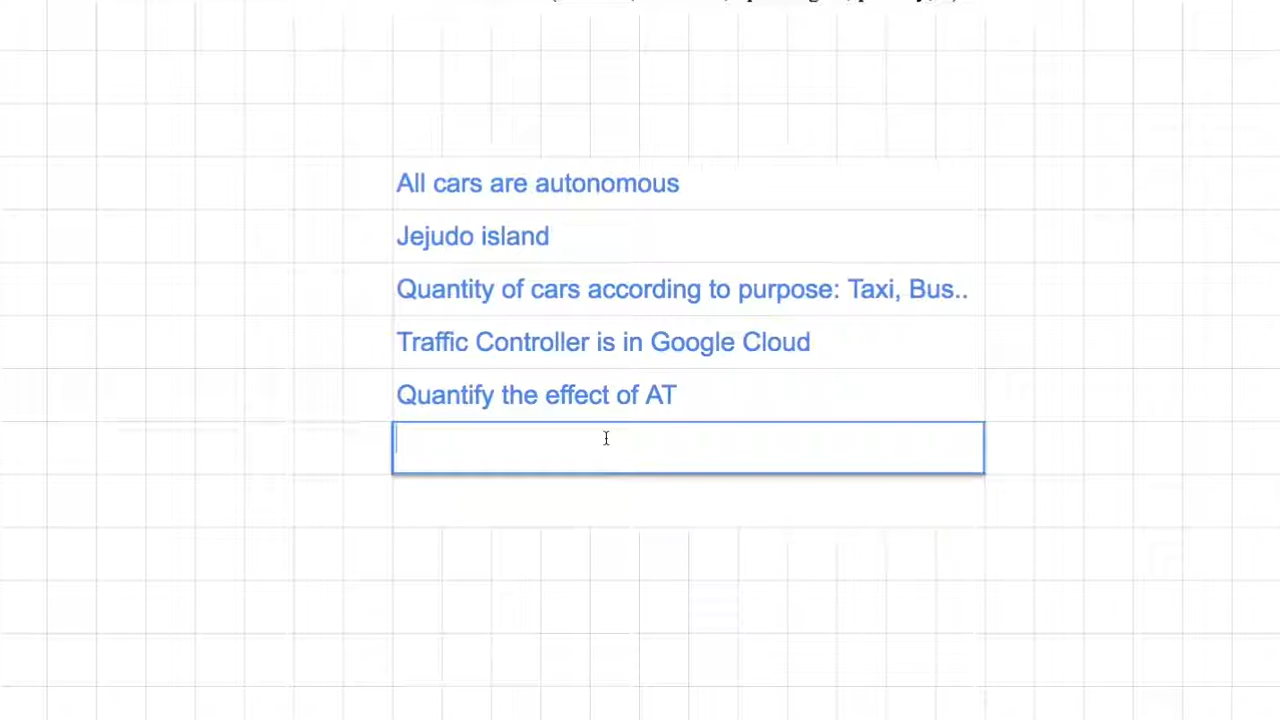 All cars are autonomous
Jejudo island
Quantity of cars according to purpose: Taxi, Bus..
Traffic Controller is in Google Cloud
Quantify the effect of AT